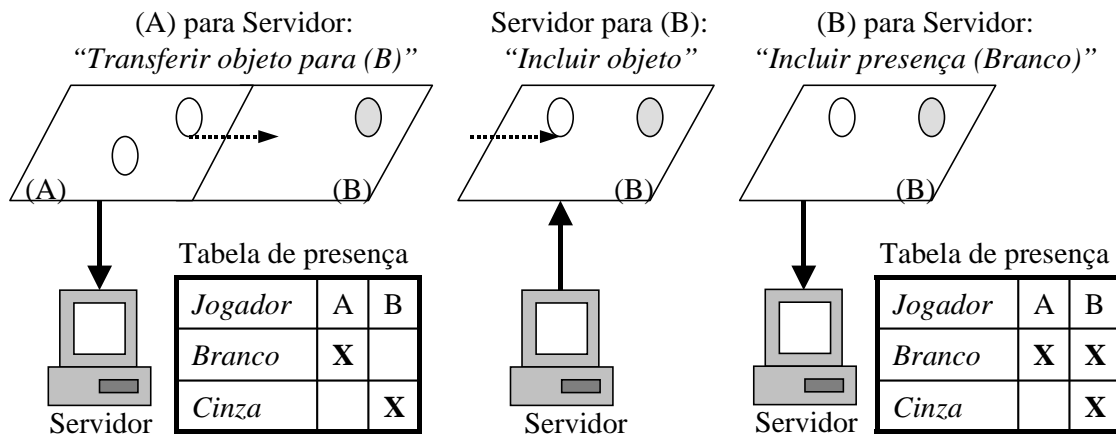 (A) para Servidor:
“Transferir objeto para (B)”
Servidor para (B):
“Incluir objeto”
(B) para Servidor:
“Incluir presença (Branco)”
(A)
(B)
(B)
(B)
Tabela de presença
Jogador A B
Branco X
Cinza X
Servidor
Servidor
Tabela de presença
Jogador A B
Branco X X
Cinza X
Servidor